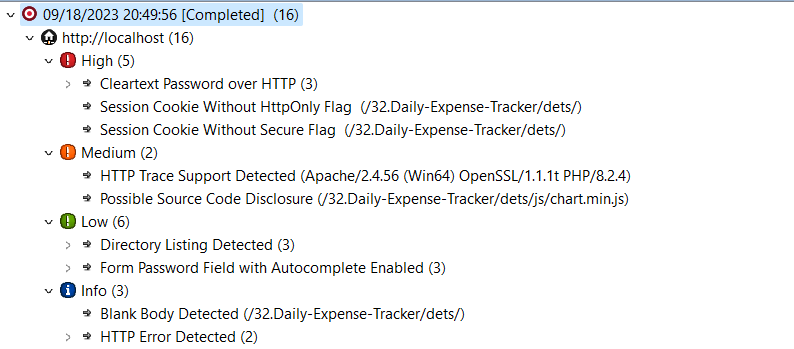 09/18/2023 20:49:56 [Completed] (16)
http://localhost (16)
High (5)
Cleartext Password over HTTP (3)
Session Cookie Without HttpOnly Flag (/32.Daily-Expense-Tracker/dets/)
Session Cookie Without Secure Flag (/32.Daily-Expense-Tracker/dets/)
Medium (2)
HTTP Trace Support Detected (Apache/2.4.56 (Win64) OpenSSL/1.1.1t PHP/8.2.4)
Possible Source Code Disclosure (/32.Daily-Expense-Tracker/dets/js/chart.min.js)
Low (6)
Directory Listing Detected (3)
Form Password Field with Autocomplete Enabled (3)
Info (3)
Blank Body Detected (/32.Daily-Expense-Tracker/dets/)
HTTP Error Detected (2)